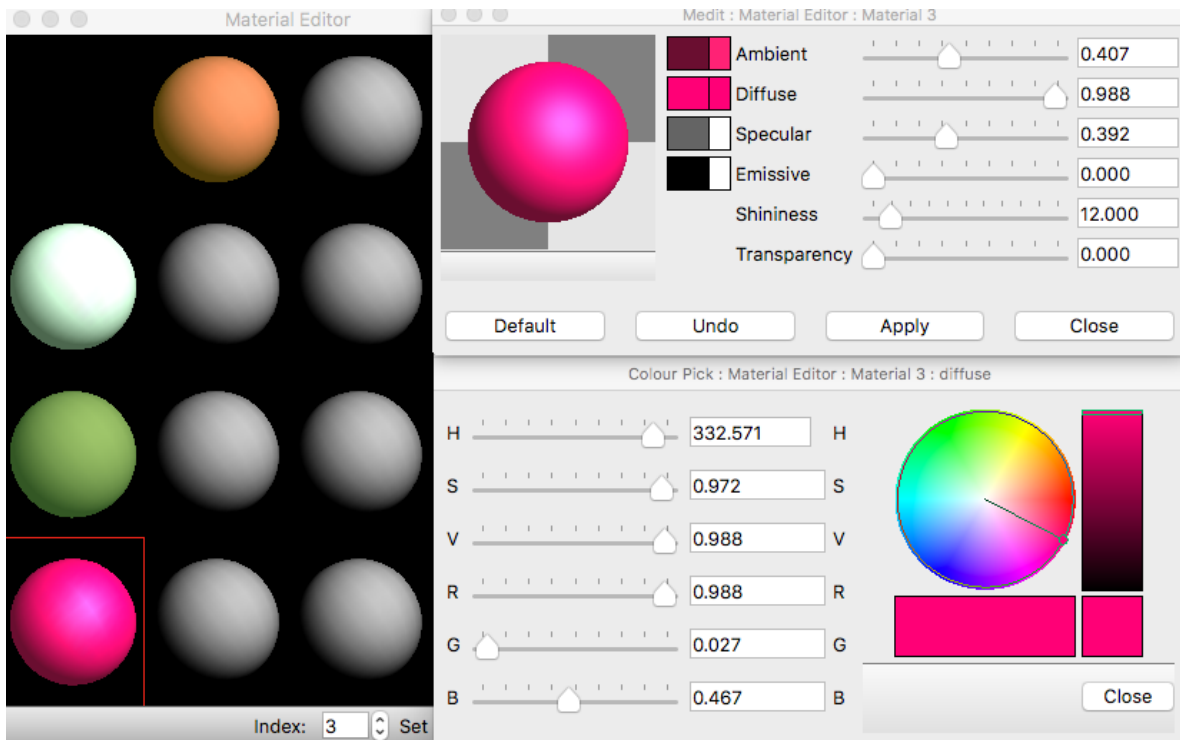 Material Editor
Index: 3 Set
Medit : Material Editor : Material 3
Ambient 0.407
Diffuse 0.988
Specular 0.392
Emissive 0.000
Shininess 12.000
Transparency 0.000
Default Undo Apply Close
Colour Pick : Material Editor : Material 3 : diffuse
H 332.571 H
S 0.972 S
V 0.988 V
R 0.988 R
G 0.027 G
B 0.467 B
Close